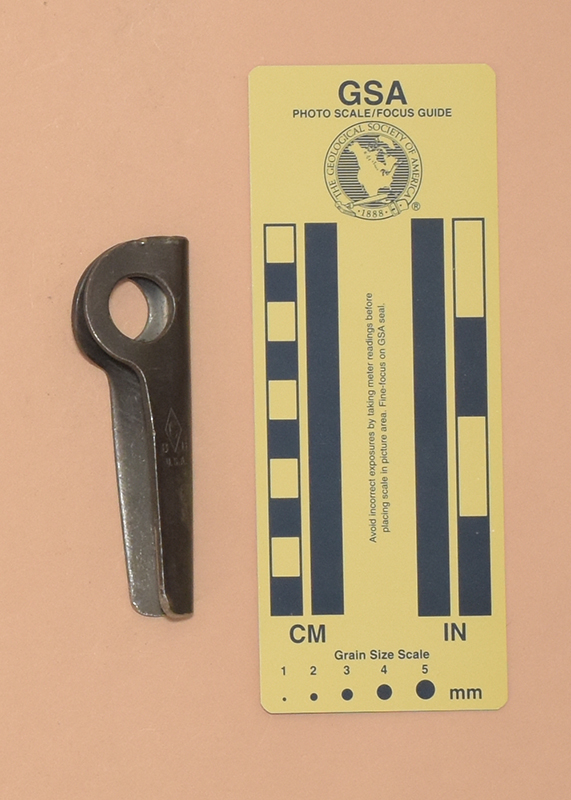 GSA
PHOTO SCALE/FOCUS GUIDE
THE GEOLOGICAL SOCIETY OF AMERICA
1888
®
Avoid incorrect exposures by taking meter readings before
placing scale in picture area. Fine-focus on GSA seal.
CM IN
Grain Size Scale
1 2 3 4 5
mm
USA